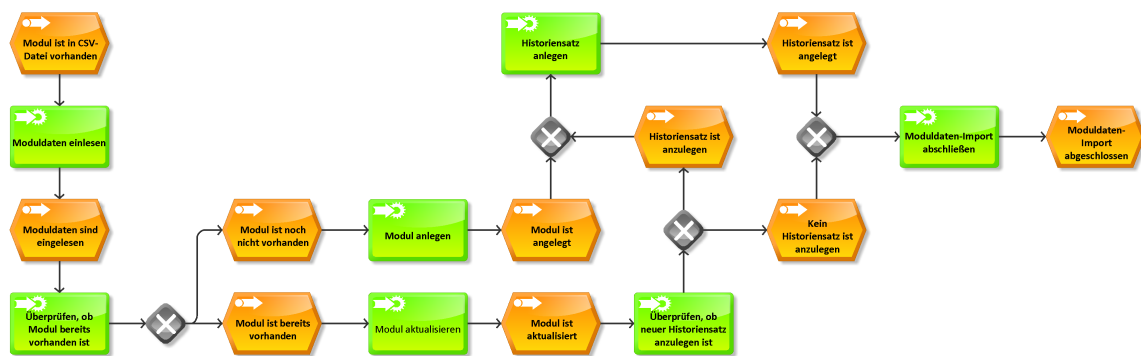 Modul ist in CSV-
Datei vorhanden
Moduldaten einlesen
Moduldaten sind
eingelesen
Überprüfen, ob
Modul bereits
vorhanden ist
Modul ist noch
nicht vorhanden
Modul anlegen
Modul ist
angelegt
Modul ist bereits
vorhanden
Modul aktualisieren
Modul ist
aktualisiert
Überprüfen, ob
neuer Historiensatz
anzulegen ist
Historiensatz ist
anzulegen
Kein
Historiensatz ist
anzulegen
Historiensatz
anlegen
Historiensatz ist
angelegt
Moduldaten-Import
abschließen
Moduldaten-
Import
abgeschlossen